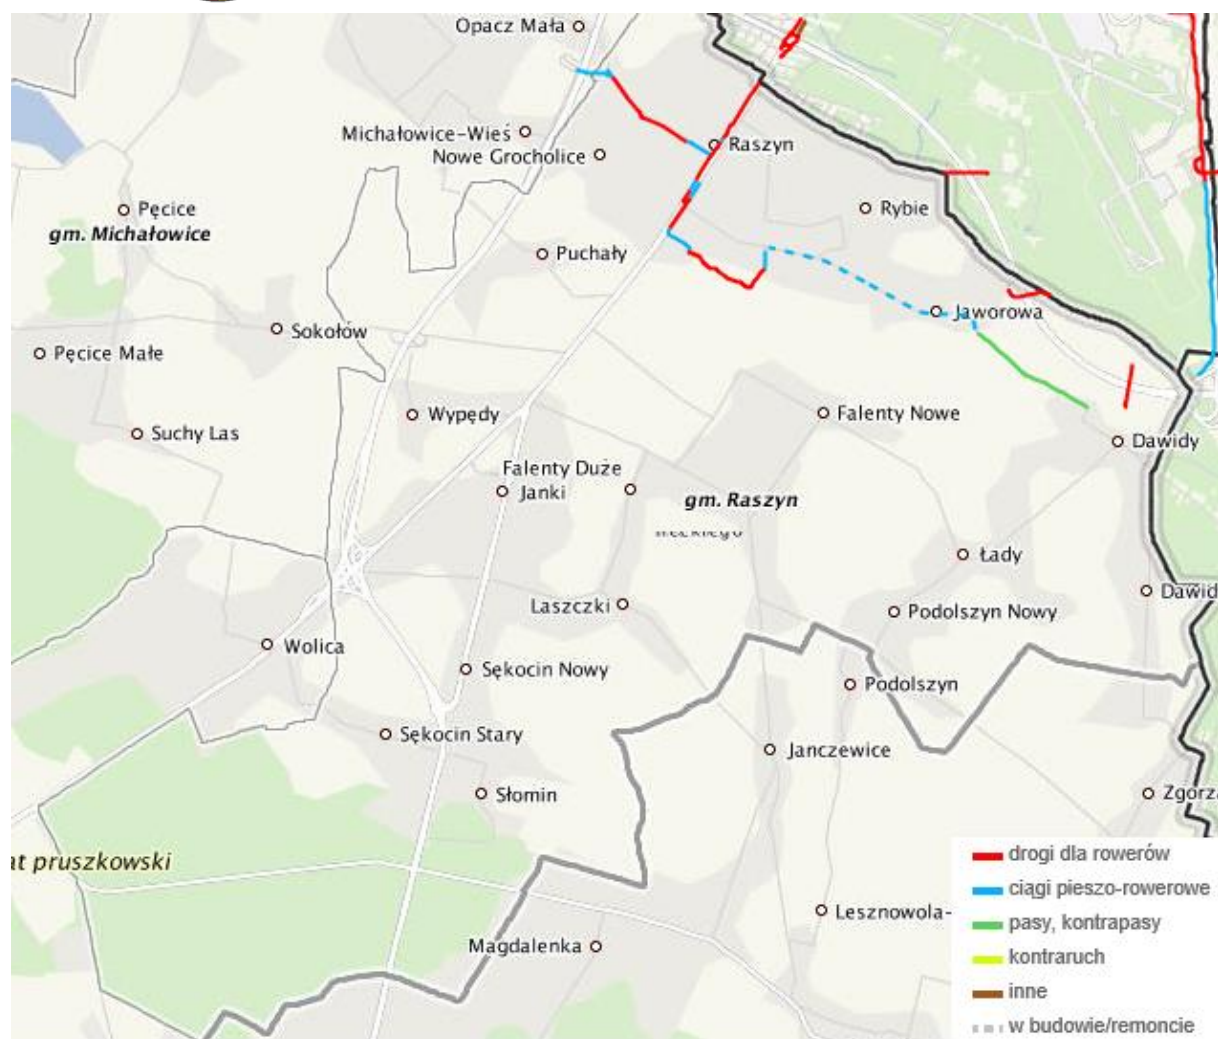 Opacz Mała
Michałowice-Wieś
Raszyn
Nowe Grocholice
Pęcice
Rybie
gm. Michałowice
Puchały
Jaworowa
Sokołów
Pęcice Małe
Wypędy
Falenty Nowe
Suchy Las
Dawidy
Falenty Duże
Janki
gm. Raszyn
Łady
Dawid
Laszczki
Podolszyn Nowy
Wolica
Sękocin Nowy
Podolszyn
Sękocin Stary
Janczewice
Słomin
Zgorza
at pruszkowski
drogi dla rowerów
ciągi pieszo-rowerowe
Lesznowola-
pasy, kontrapasy
Magdalenka
kontraruch
inne
w budowie/remoncie